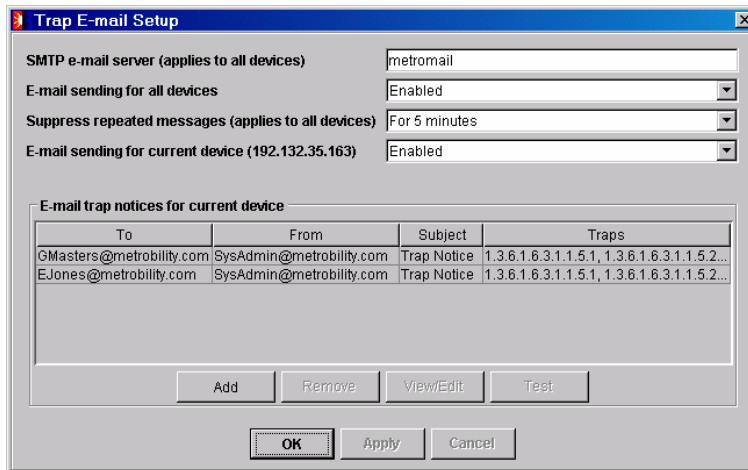 Trap E-mail Setup
SMTP e-mail server (applies to all devices) metromail
E-mail sending for all devices Enabled
Suppress repeated messages (applies to all devices) For 5 minutes
E-mail sending for current device (192.132.35.163) Enabled
E-mail trap notices for current device
To From Subject Traps
GMasters@metrobility.com SysAdmin@metrobility.com Trap Notice 1.3.6.1.6.3.1.1.5.1, 1.3.6.1.6.3.1.1.5.2...
EJones@metrobility.com SysAdmin@metrobility.com Trap Notice 1.3.6.1.6.3.1.1.5.1, 1.3.6.1.6.3.1.1.5.2...
Add Remove View/Edit Test
OK Apply Cancel